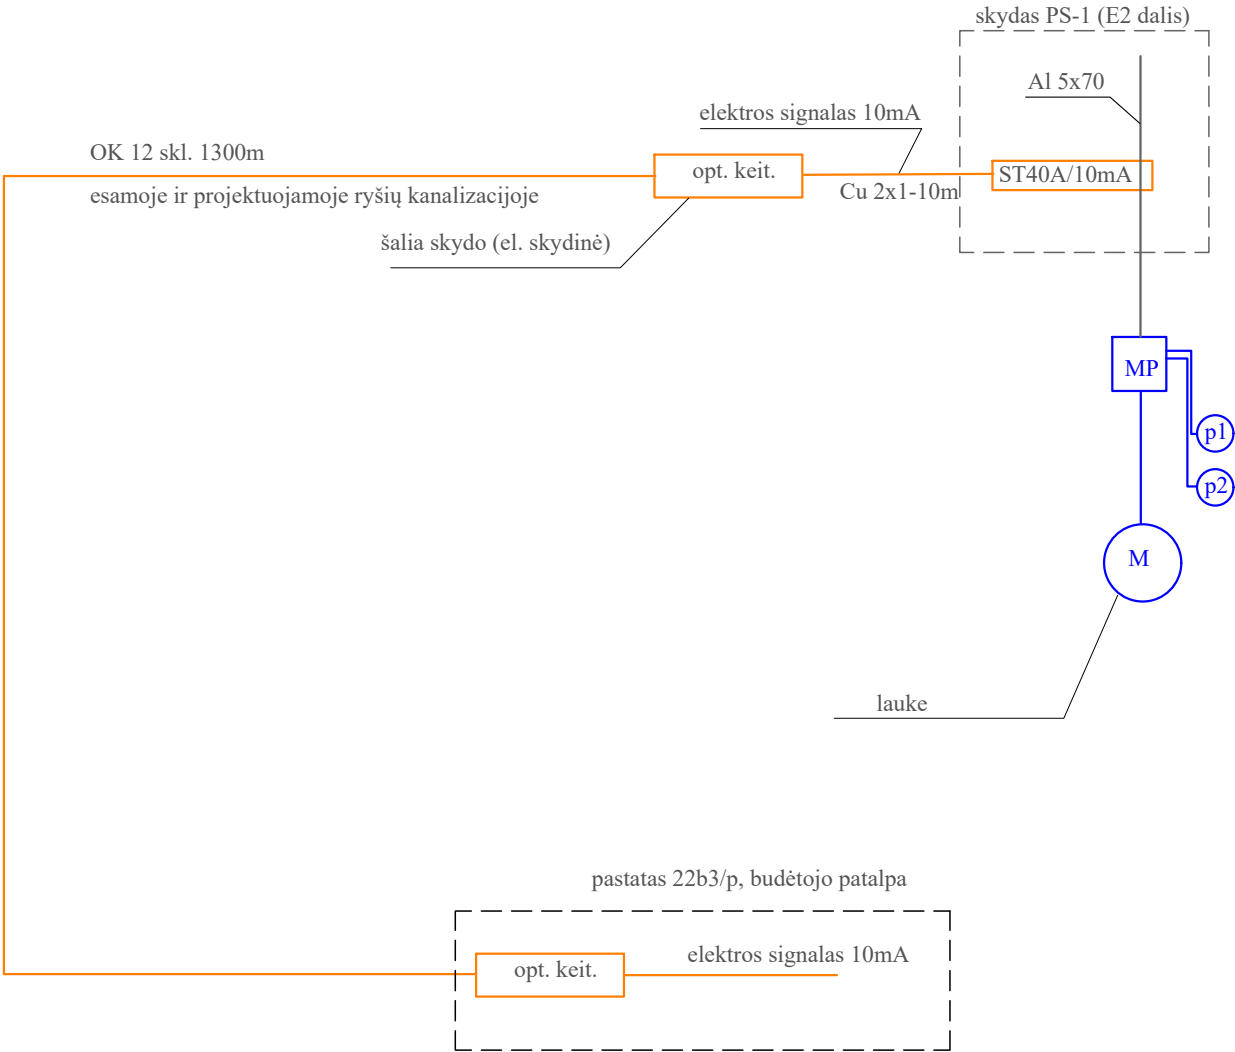 skydas PS-1 (E2 dalis)
Al 5x70
elektros signalas 10mA
OK 12 skl. 1300m
opt. keit.
ST40A/10mA
esamoje ir projektuojamoje ryšių kanalizacijoje
Cu 2x1-10m
šalia skydo (el. skydinė)
MP
p1
p2
M
lauke
pastatas 22b3/p, budėtojo patalpa
elektros signalas 10mA
opt. keit.